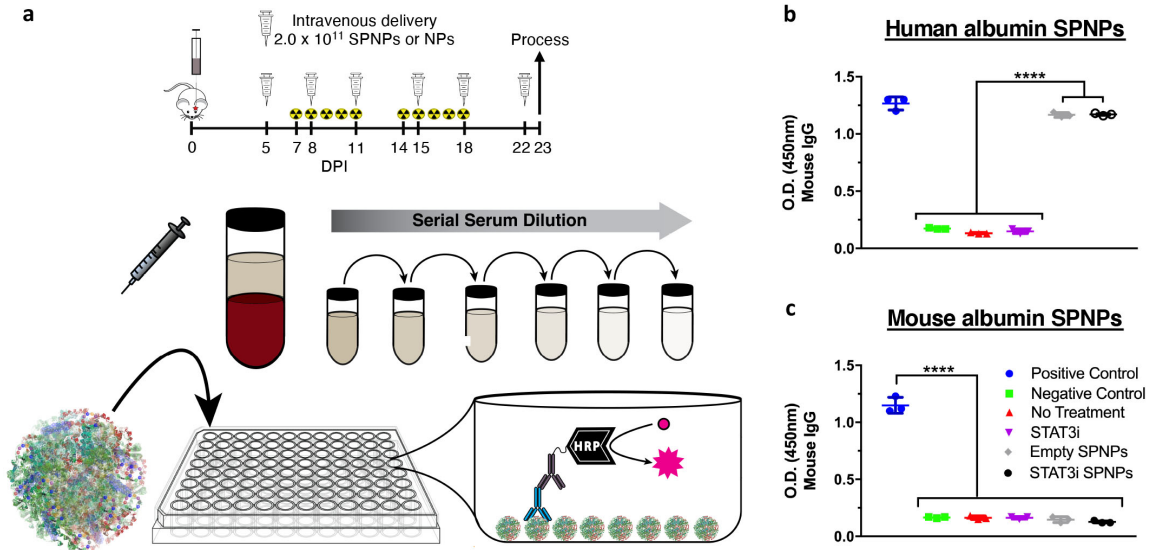 a
Intravenous delivery
2.0 x 10¹¹ SPNPs or NPs
Process
0 5 7 8 11 14 15 18 22 23
DPI
Serial Serum Dilution
HRP
b
Human albumin SPNPs
****
1.5
1.0
0.5
0.0
O.D. (450nm)
Mouse IgG
c
Mouse albumin SPNPs
****
1.5
1.0
0.5
0.0
O.D. (450nm)
Mouse IgG
Positive Control
Negative Control
No Treatment
STAT3i
Empty SPNPs
STAT3i SPNPs